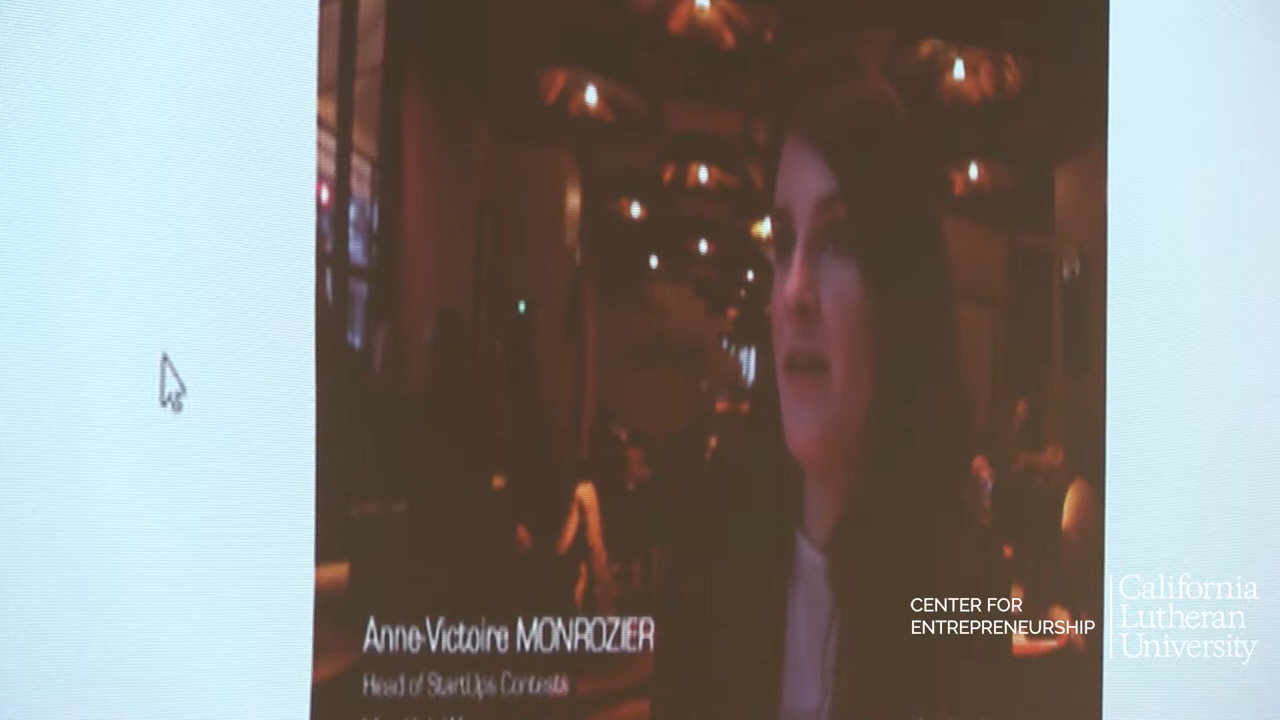 Anne-Victoire MONROZIER
Head of StartUps Contests
CENTER FOR
ENTREPRENEURSHIP
California
Lutheran
University